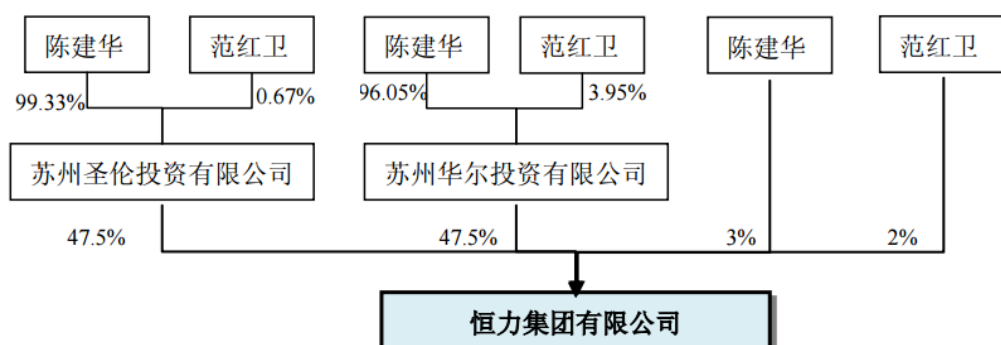 陈建华 范红卫 陈建华 范红卫 陈建华 范红卫
99.33% 0.67% 96.05% 3.95%
苏州圣伦投资有限公司 苏州华尔投资有限公司
47.5% 47.5% 3% 2%
恒力集团有限公司